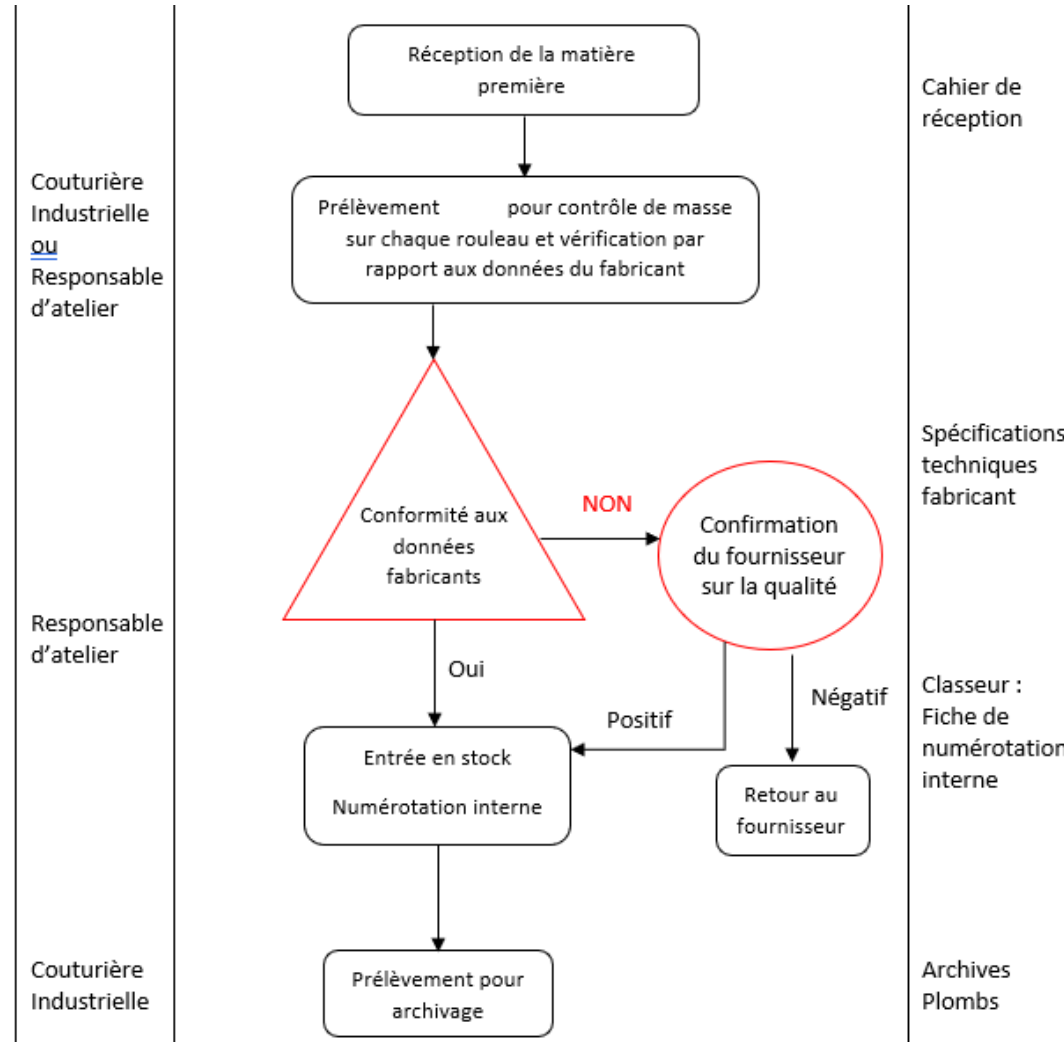 Réception de la matière
première
Cahier de
réception
Couturière
Industrielle
ou
Responsable
d'atelier
Prélèvement pour contrôle de masse
sur chaque rouleau et vérification par
rapport aux données du fabricant
Conformité aux
données
fabricants
NON
Confirmation
du fournisseur
sur la qualité
Spécifications
techniques
fabricant
Responsable
d'atelier
Oui
Positif
Négatif
Classeur :
Fiche de
numérotation
interne
Entrée en stock
Numérotation interne
Retour au
fournisseur
Couturière
Industrielle
Prélèvement pour
archivage
Archives
Plombs